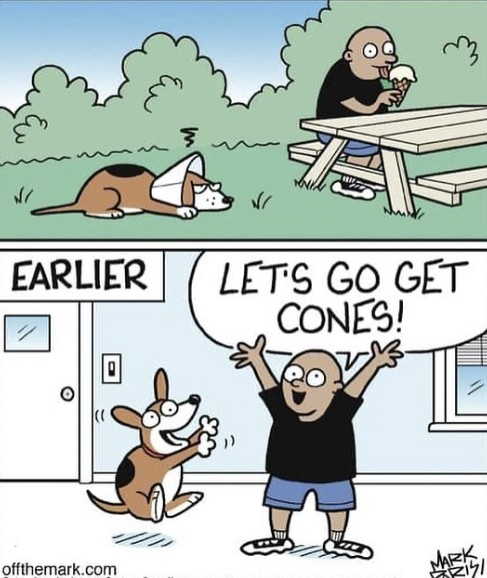 EARLIER
LET'S GO GET
CONES!
offthemark.com
MARK
PARISI